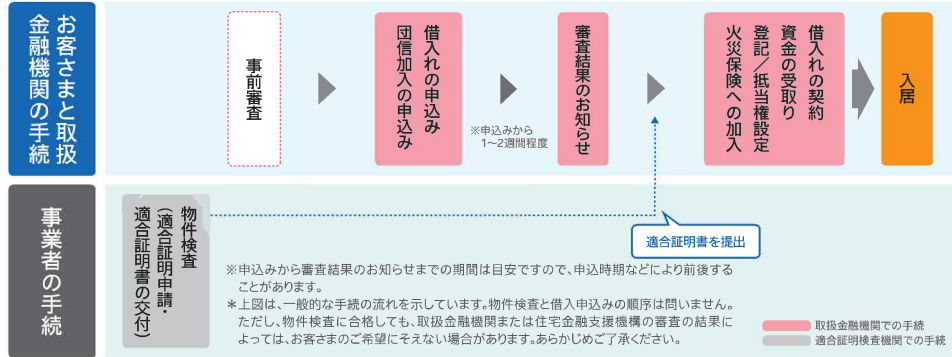 お客さまと取扱
金融機関の手続
事前審査
借入れの申込み
団信加入の申込み
※申込みから
1～2週間程度
審査結果のお知らせ
借入れの契約
資金の受取り
登記／抵当権設定
火災保険への加入
入居
事業者の手続
物件検査
(適合証明申請・
適合証明書の交付)
適合証明書を提出
※申込みから審査結果のお知らせまでの期間は目安ですので、申込時期などにより前後する
ことがあります。
＊上図は、一般的な手続の流れを示しています。物件検査と借入申込みの順序は問いません。
ただし、物件検査に合格しても、取扱金融機関または住宅金融支援機構の審査の結果に
よっては、お客さまのご希望にそえない場合があります。あらかじめご了承ください。
取扱金融機関での手続
適合証明検査機関での手続